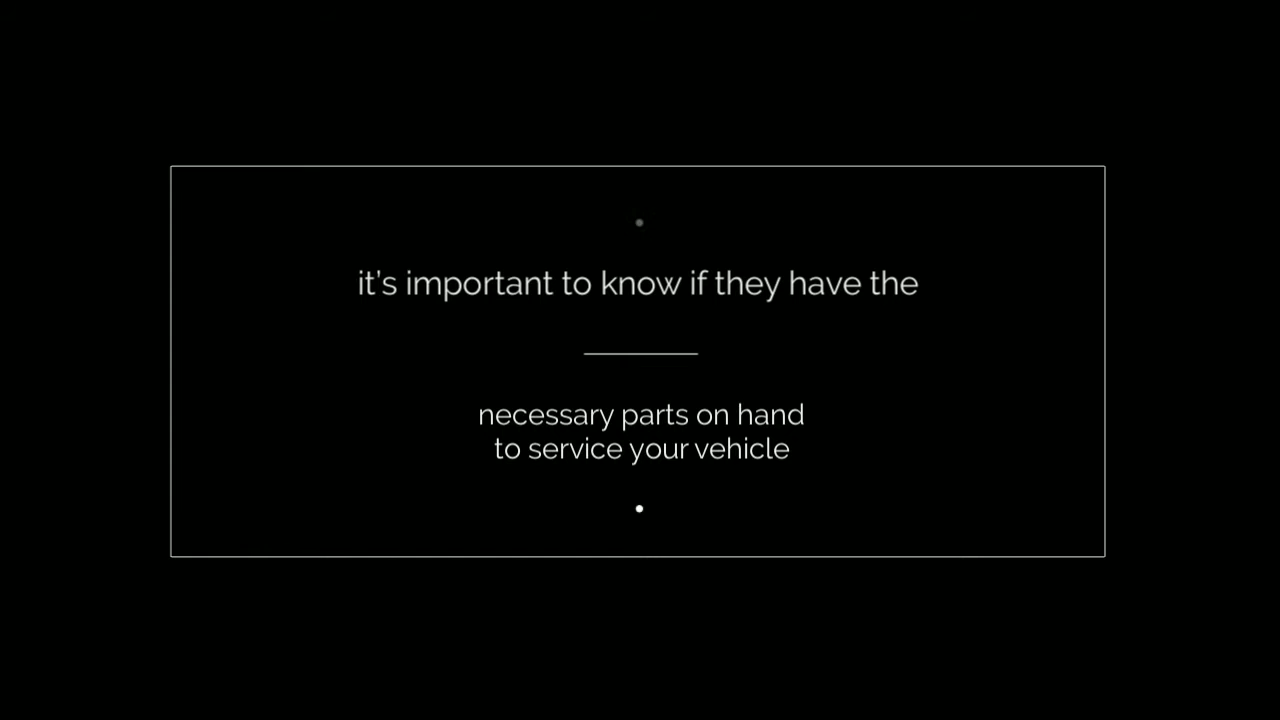 it's important to know if they have the
necessary parts on hand
to service your vehicle